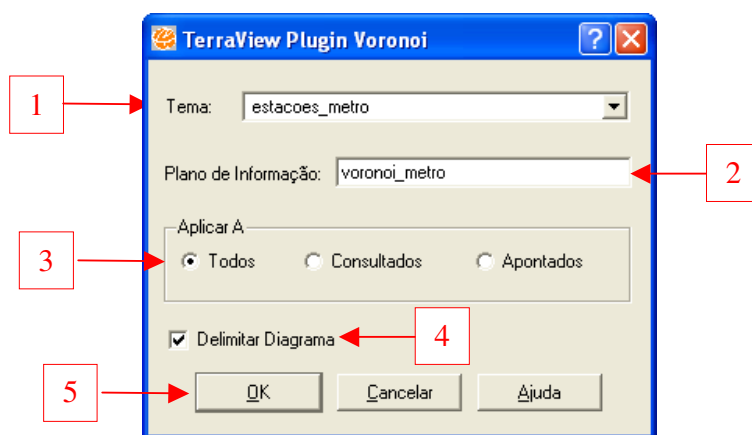 TerraView Plugin Voronoi
?
X
1
Tema: estacoes_metro
Plano de Informação: voronoi_metro
2
Aplicar A
3
Todos Consultados Apontados
Delimitar Diagrama
4
5
OK Cancelar Ajuda